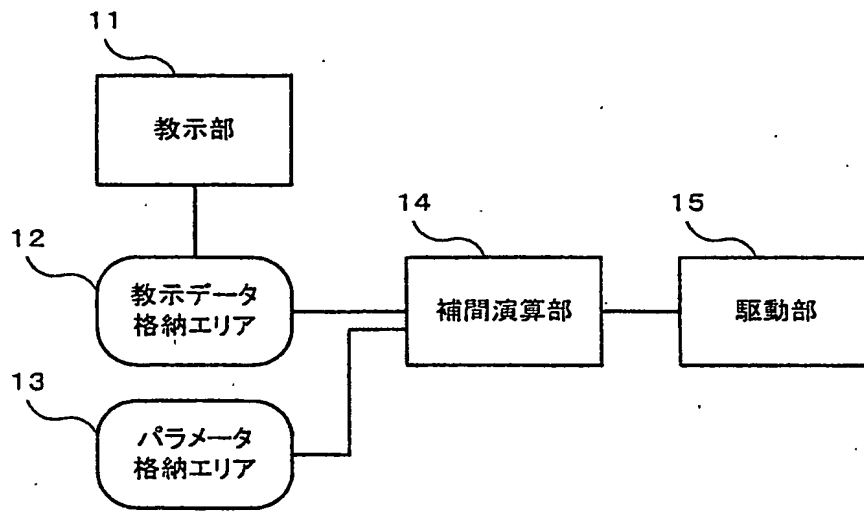 11
教示部
12
教示データ
格納エリア
13
パラメータ
格納エリア
14
補間演算部
15
駆動部